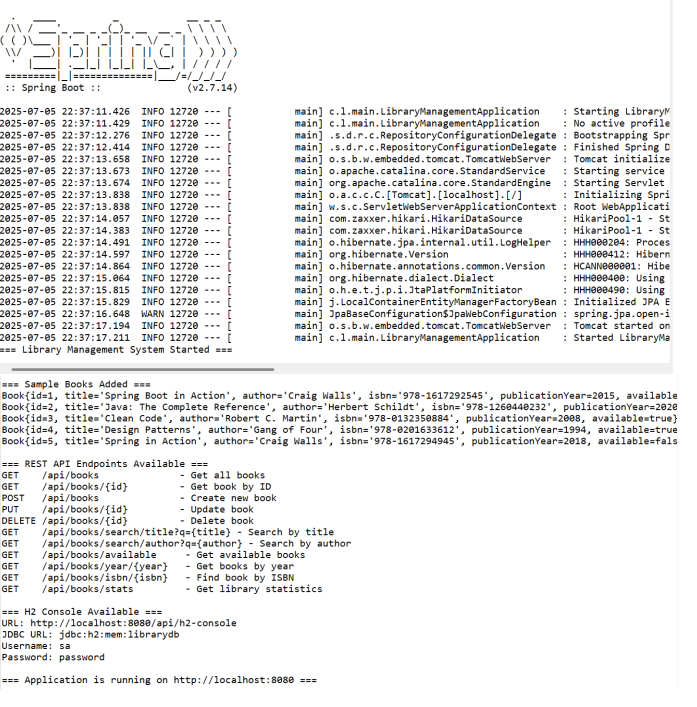 .   ____          _            __ _ _
 /\\ / ___'_ __ _ _(_)_ __  __ _ \ \ \ \
( ( )\___ | '_ | '_| | '_ \/ _` | \ \ \ \
 \\/  ___)| |_)| | | | | || (_| |  ) ) ) )
  '  |____| .__|_| |_|_| |_\__, | / / / /
 =========|_|==============|___/=/_/_/_/
 :: Spring Boot ::                (v2.7.14)
2025-07-05 22:37:11.426  INFO 12720 --- [           main] c.l.main.LibraryManagementApplication    : Starting LibraryM
2025-07-05 22:37:11.429  INFO 12720 --- [           main] c.l.main.LibraryManagementApplication    : No active profile
2025-07-05 22:37:12.276  INFO 12720 --- [           main] .s.d.r.c.RepositoryConfigurationDelegate : Bootstrapping Spr
2025-07-05 22:37:12.414  INFO 12720 --- [           main] .s.d.r.c.RepositoryConfigurationDelegate : Finished Spring D
2025-07-05 22:37:13.658  INFO 12720 --- [           main] o.s.b.w.embedded.tomcat.TomcatWebServer  : Tomcat initialize
2025-07-05 22:37:13.673  INFO 12720 --- [           main] o.apache.catalina.core.StandardService   : Starting service
2025-07-05 22:37:13.674  INFO 12720 --- [           main] org.apache.catalina.core.StandardEngine  : Starting Servlet
2025-07-05 22:37:13.838  INFO 12720 --- [           main] o.a.c.c.C.[Tomcat].[localhost].[/]       : Initializing Spri
2025-07-05 22:37:13.838  INFO 12720 --- [           main] w.s.c.ServletWebServerApplicationContext : Root WebApplicati
2025-07-05 22:37:14.057  INFO 12720 --- [           main] com.zaxxer.hikari.HikariDataSource       : HikariPool-1 - St
2025-07-05 22:37:14.383  INFO 12720 --- [           main] com.zaxxer.hikari.HikariDataSource       : HikariPool-1 - St
2025-07-05 22:37:14.491  INFO 12720 --- [           main] o.hibernate.jpa.internal.util.LogHelper  : HHH000204: Proces
2025-07-05 22:37:14.597  INFO 12720 --- [           main] org.hibernate.Version                    : HHH000412: Hibern
2025-07-05 22:37:14.864  INFO 12720 --- [           main] o.hibernate.annotations.common.Version   : HCANN000001: Hibe
2025-07-05 22:37:15.064  INFO 12720 --- [           main] org.hibernate.dialect.Dialect            : HHH000400: Using
2025-07-05 22:37:15.815  INFO 12720 --- [           main] o.h.e.t.j.p.i.JtaPlatformInitiator       : HHH000490: Using
2025-07-05 22:37:15.829  INFO 12720 --- [           main] j.LocalContainerEntityManagerFactoryBean : Initialized JPA E
2025-07-05 22:37:16.648  WARN 12720 --- [           main] JpaBaseConfiguration$JpaWebConfiguration : spring.jpa.open-i
2025-07-05 22:37:17.194  INFO 12720 --- [           main] o.s.b.w.embedded.tomcat.TomcatWebServer  : Tomcat started on
2025-07-05 22:37:17.211  INFO 12720 --- [           main] c.l.main.LibraryManagementApplication    : Started LibraryMa
=== Library Management System Started ===
=== Sample Books Added ===
Book{id=1, title='Spring Boot in Action', author='Craig Walls', isbn='978-1617292545', publicationYear=2015, available
Book{id=2, title='Java: The Complete Reference', author='Herbert Schildt', isbn='978-1260440232', publicationYear=2020
Book{id=3, title='Clean Code', author='Robert C. Martin', isbn='978-0132350884', publicationYear=2008, available=true}
Book{id=4, title='Design Patterns', author='Gang of Four', isbn='978-0201633612', publicationYear=1994, available=true
Book{id=5, title='Spring in Action', author='Craig Walls', isbn='978-1617294945', publicationYear=2018, available=fals
=== REST API Endpoints Available ===
GET    /api/books              - Get all books
GET    /api/books/{id}         - Get book by ID
POST   /api/books              - Create new book
PUT    /api/books/{id}         - Update book
DELETE /api/books/{id}         - Delete book
GET    /api/books/search/title?q={title} - Search by title
GET    /api/books/search/author?q={author} - Search by author
GET    /api/books/available     - Get available books
GET    /api/books/year/{year}   - Get books by year
GET    /api/books/isbn/{isbn}   - Find book by ISBN
GET    /api/books/stats         - Get library statistics
=== H2 Console Available ===
URL: http://localhost:8080/api/h2-console
JDBC URL: jdbc:h2:mem:librarydb
Username: sa
Password: password
=== Application is running on http://localhost:8080 ===